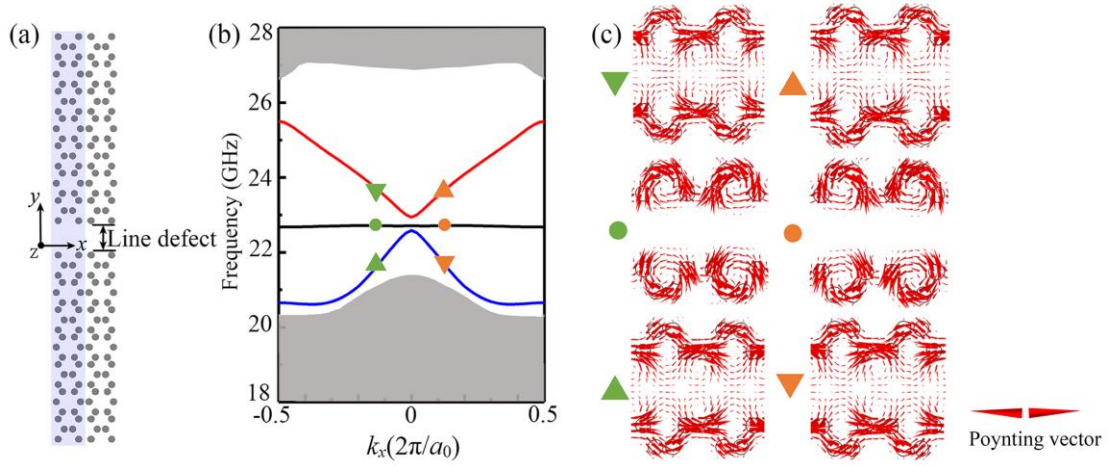 (a)
y
z
x
Line defect
(b)
Frequency (GHz)
28
26
24
22
20
18
-0.5
0
0.5
kₓ(2π/a₀)
(c)
Poynting vector